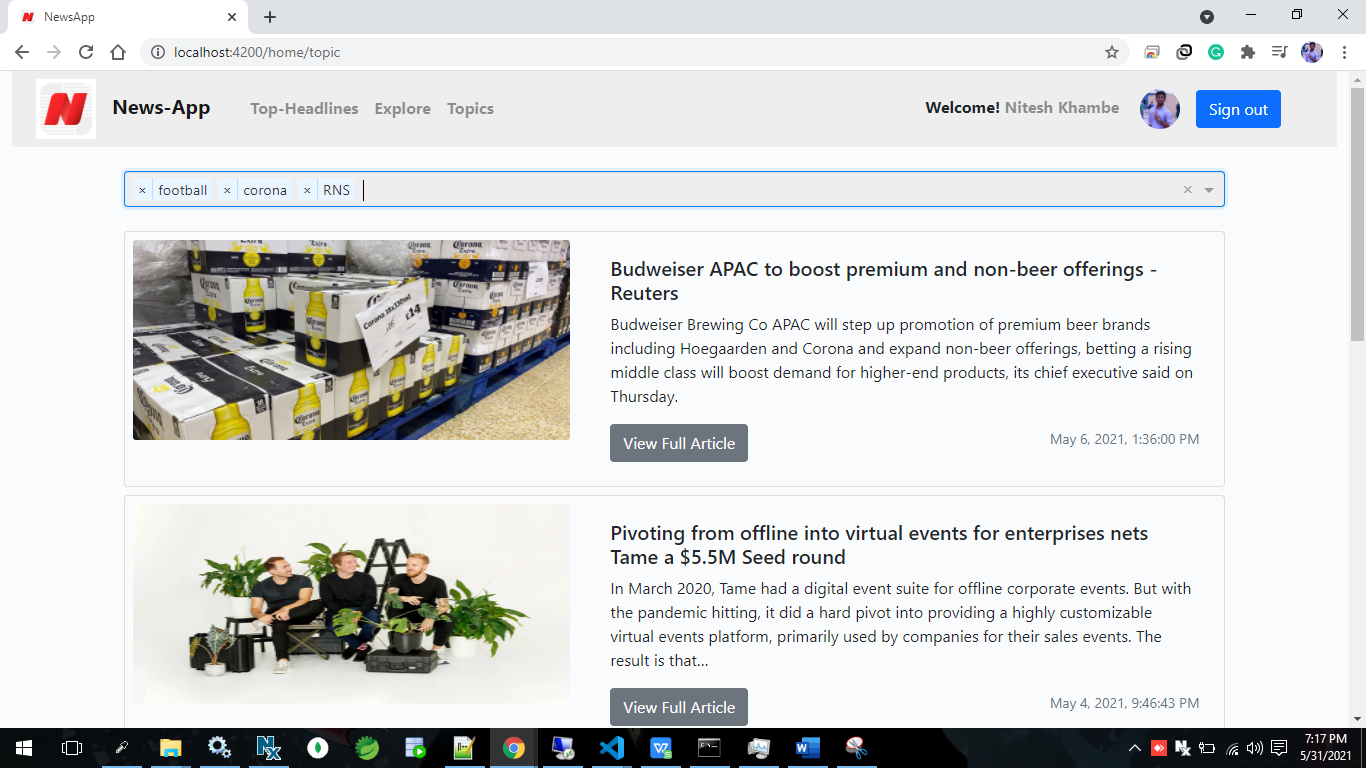 NewsApp
localhost:4200/home/topic
News-App Top-Headlines Explore Topics Welcome! Nitesh Khambe Sign out
× football × corona × RNS
Budweiser APAC to boost premium and non-beer offerings -
Reuters
Budweiser Brewing Co APAC will step up promotion of premium beer brands
including Hoegaarden and Corona and expand non-beer offerings, betting a rising
middle class will boost demand for higher-end products, its chief executive said on
Thursday.
View Full Article May 6, 2021, 1:36:00 PM
Corona Extra
Corona 18x330ml
£14
Pivoting from offline into virtual events for enterprises nets
Tame a $5.5M Seed round
In March 2020, Tame had a digital event suite for offline corporate events. But with
the pandemic hitting, it did a hard pivot into providing a highly customizable
virtual events platform, primarily used by companies for their sales events. The
result is that...
View Full Article May 4, 2021, 9:46:43 PM
7:17 PM
5/31/2021